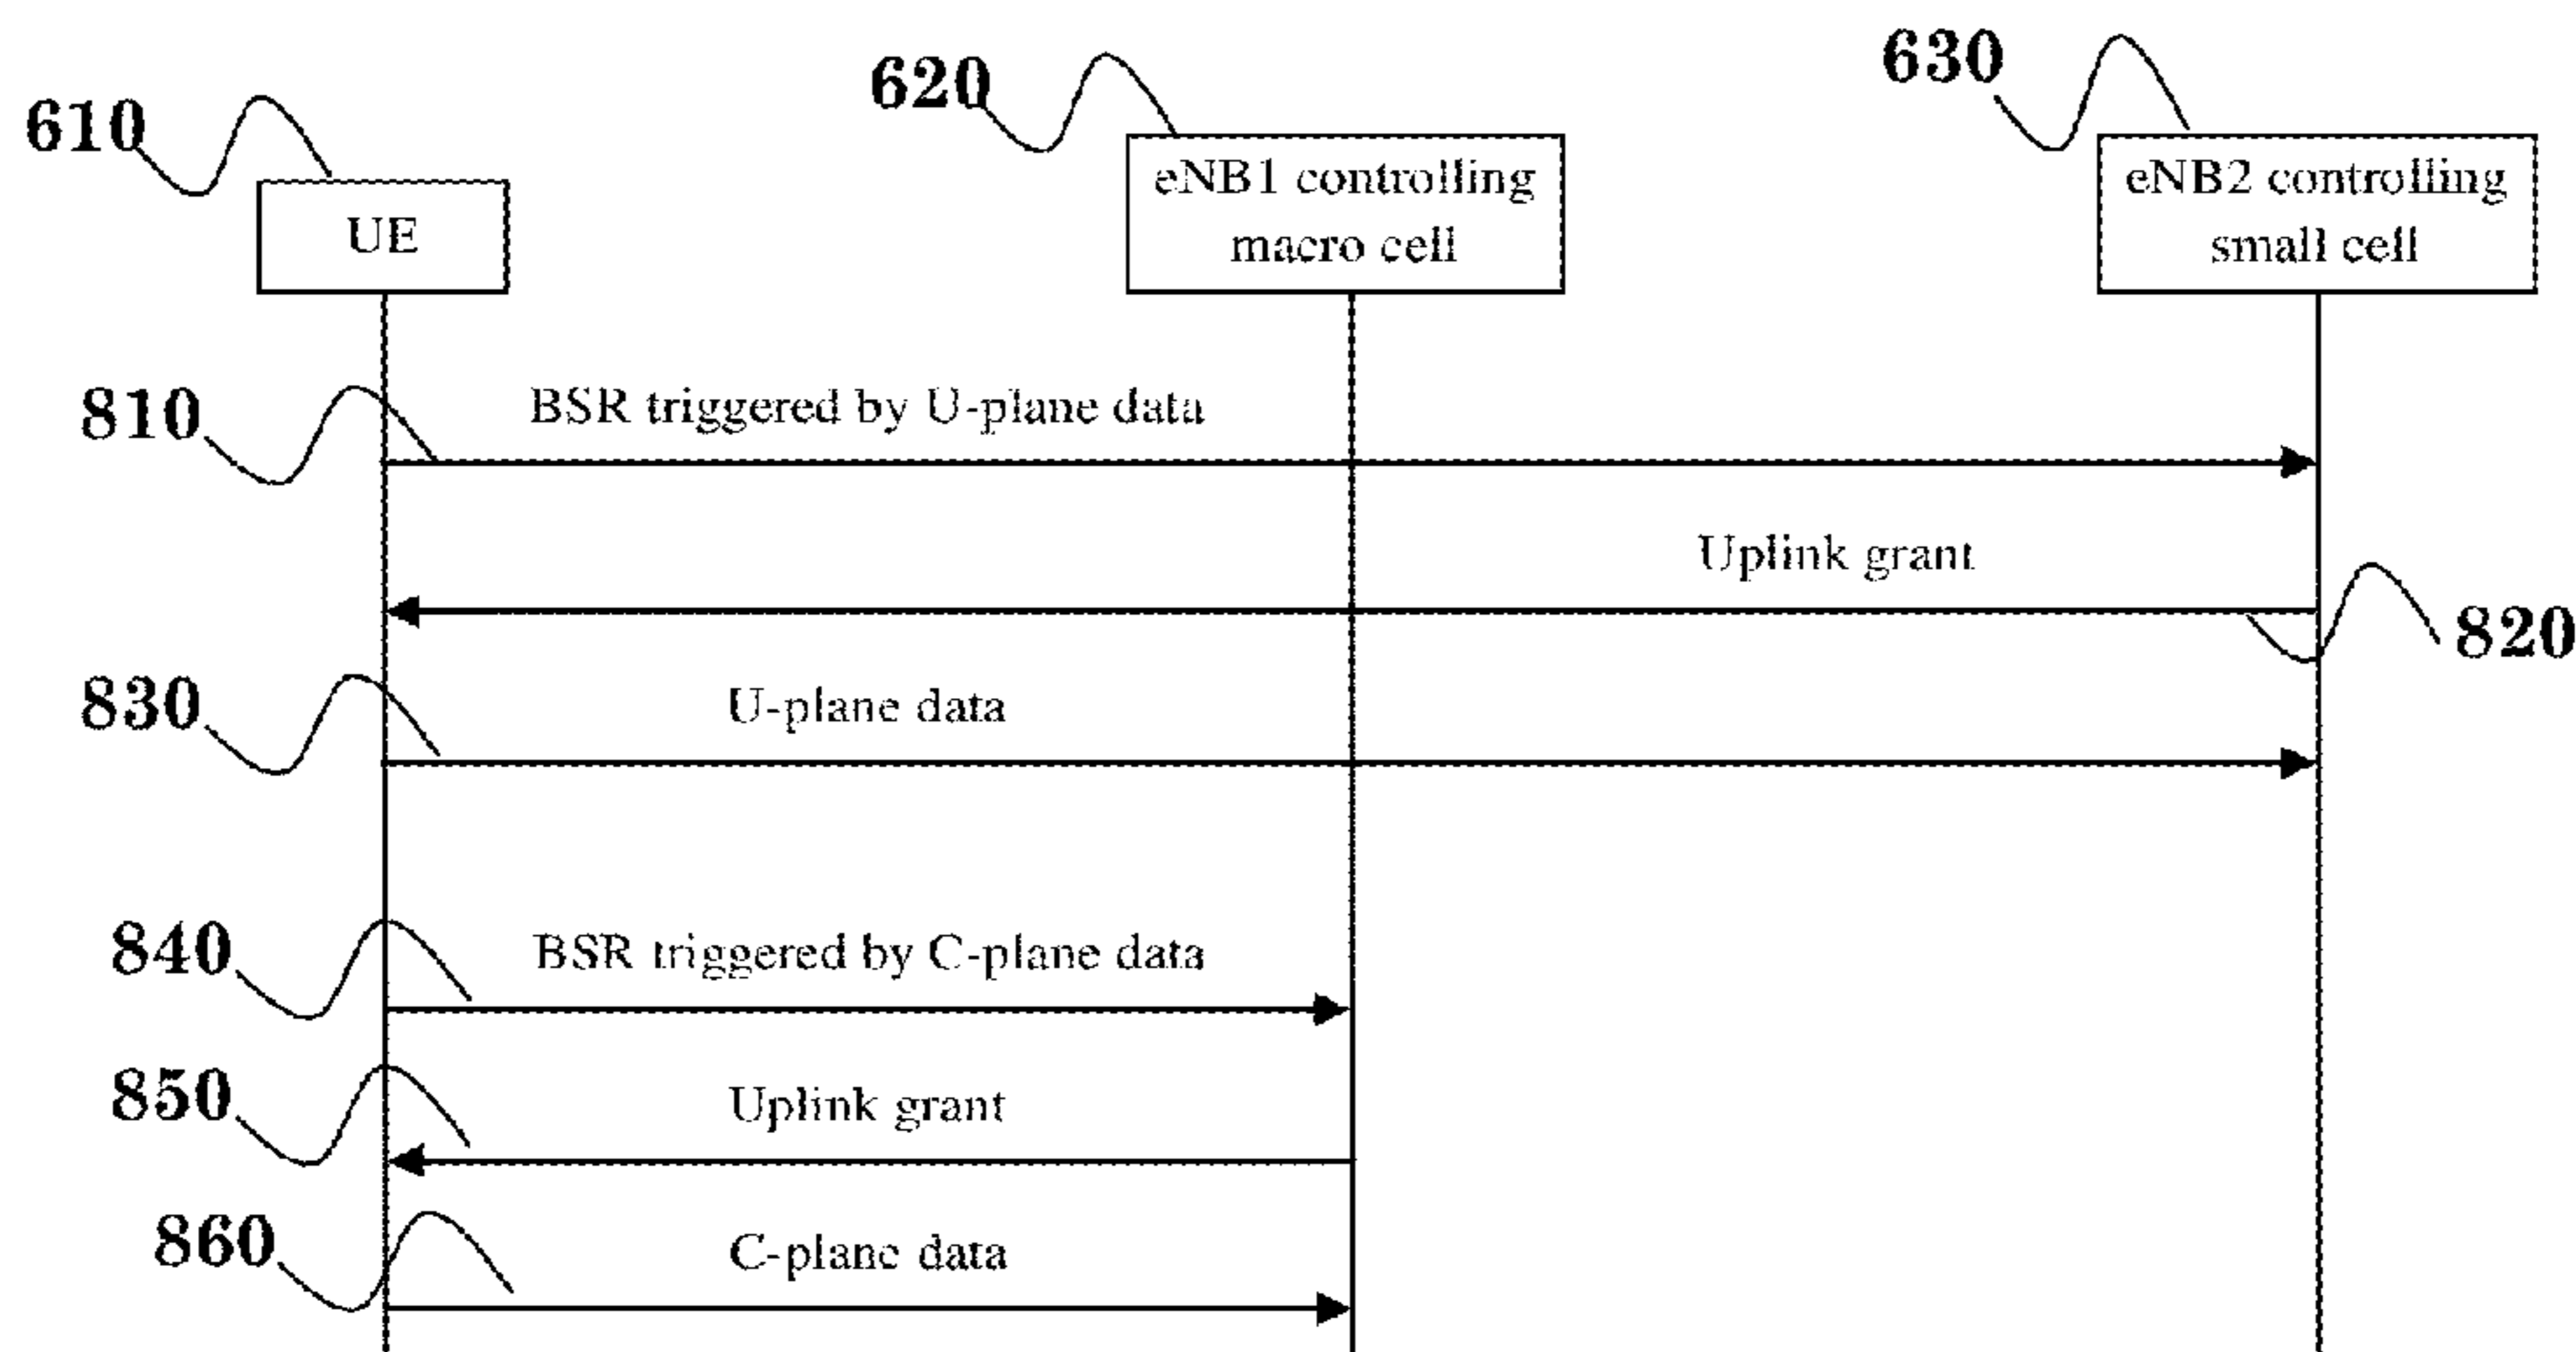 610
620
630
UE
eNB1 controlling
macro cell
eNB2 controlling
small cell
810
BSR triggered by U-plane data
Uplink grant
820
830
U-plane data
840
BSR triggered by C-plane data
850
Uplink grant
860
C-plane data